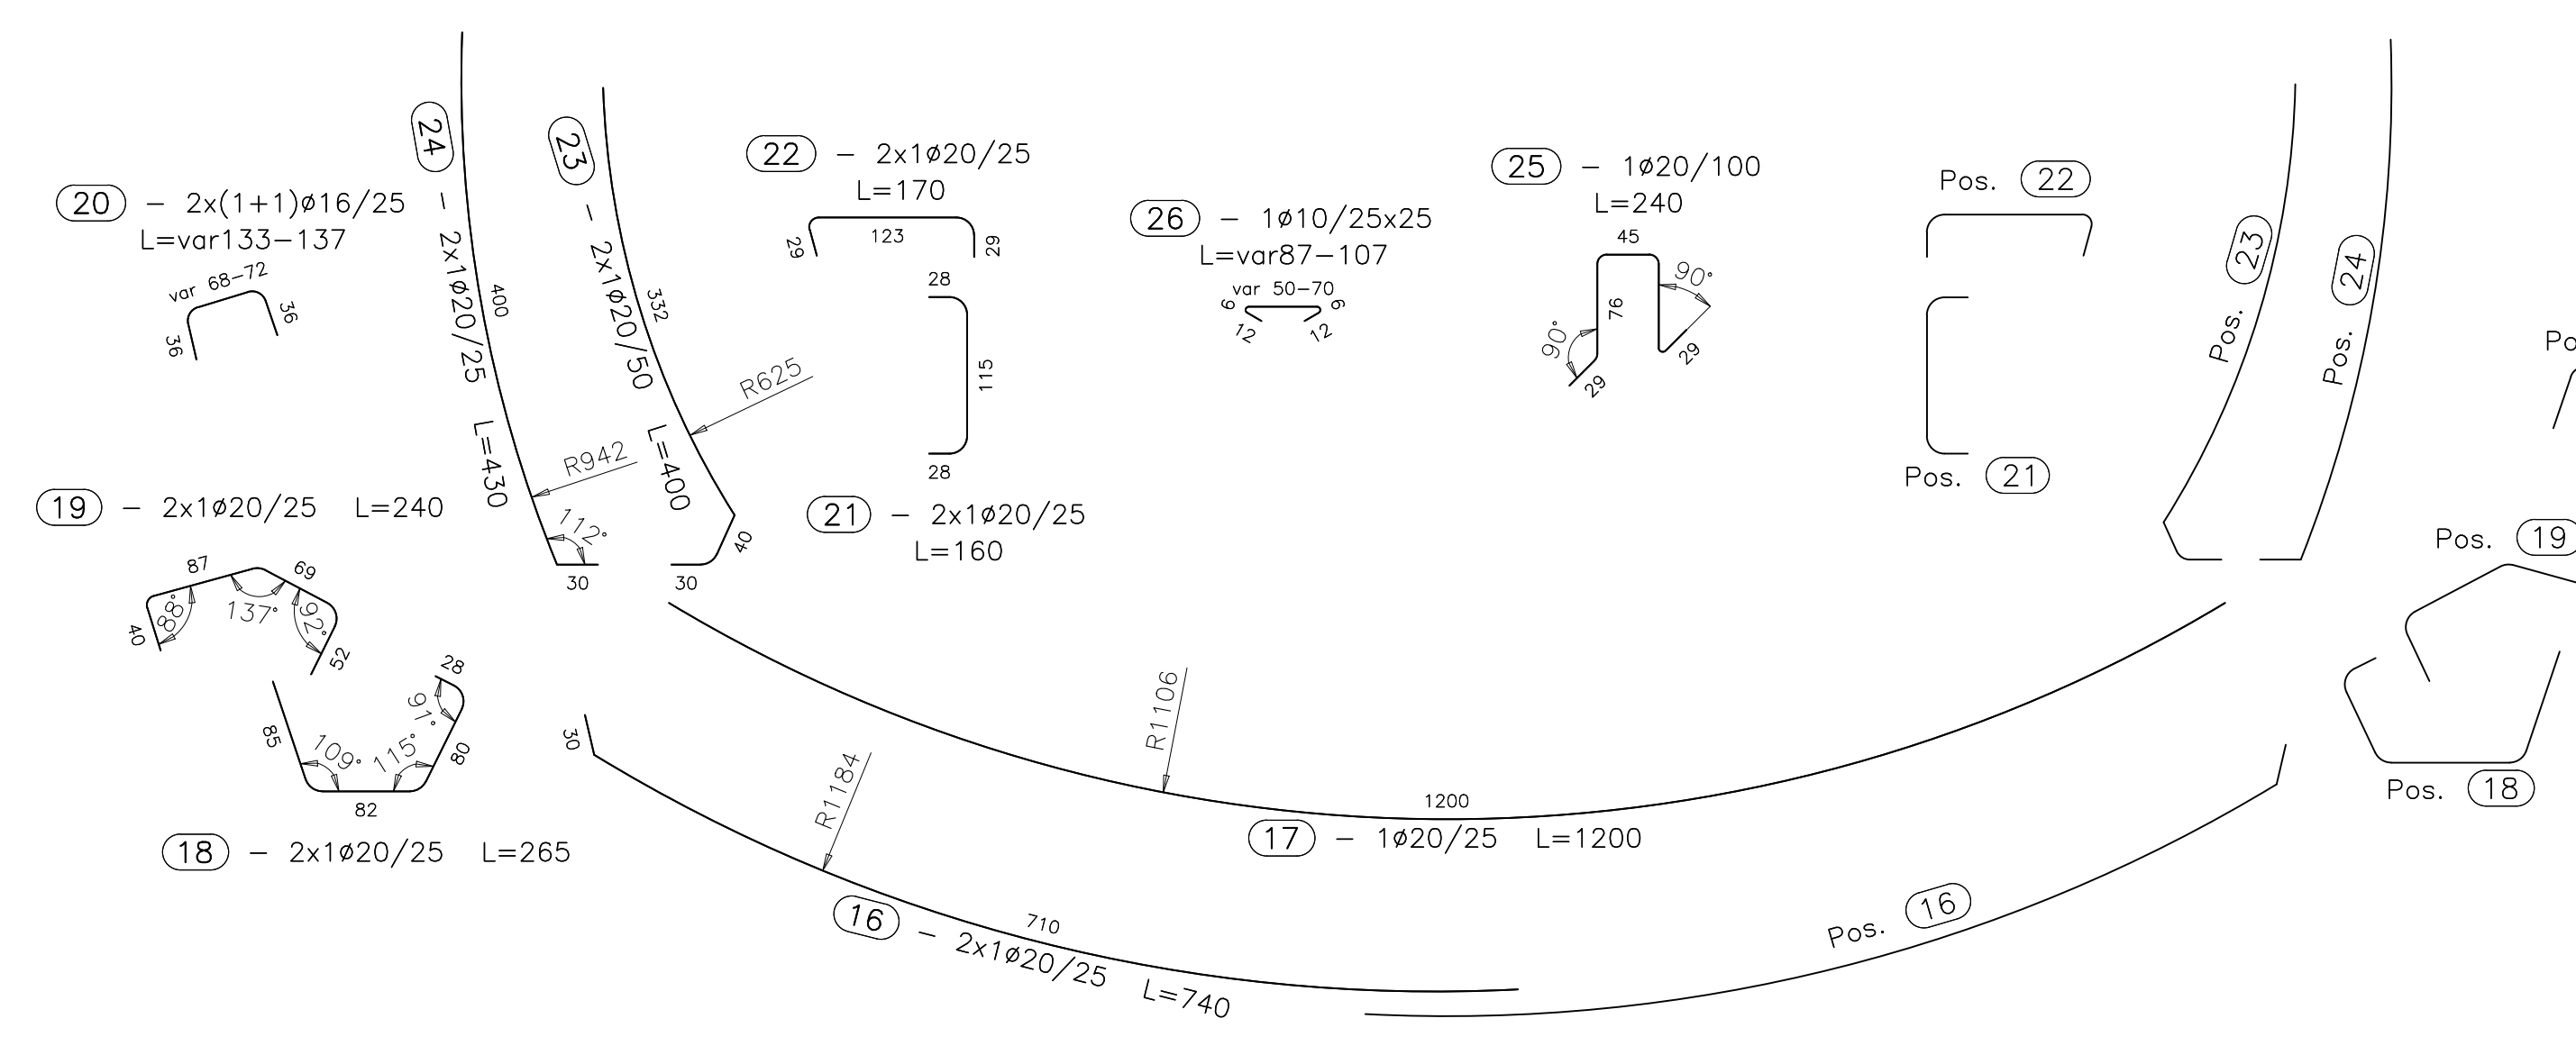 24 - 2x1ø20/25 L=430
400
R942
112°
30
23 - 2x1ø20/50 L=400
332
R625
40
30
22 - 2x1ø20/25
L=170
123
29
29
28
115
28
21 - 2x1ø20/25
L=160
20 - 2x(1+1)ø16/25
L=var133-137
var 68-72
36
36
26 - 1ø10/25x25
L=var87-107
var 50-70
6
6
12
12
25 - 1ø20/100
L=240
45
90°
76
90°
29
29
Pos. 22
Pos. 21
Pos. 23
Pos. 24
19 - 2x1ø20/25 L=240
87
69
88°
137°
92°
40
52
28
91°
85
109°
115°
80
82
18 - 2x1ø20/25 L=265
30
R1184
R1106
1200
17 - 1ø20/25 L=1200
710
16 - 2x1ø20/25 L=740
Pos. 16
Pos. 19
Pos. 18